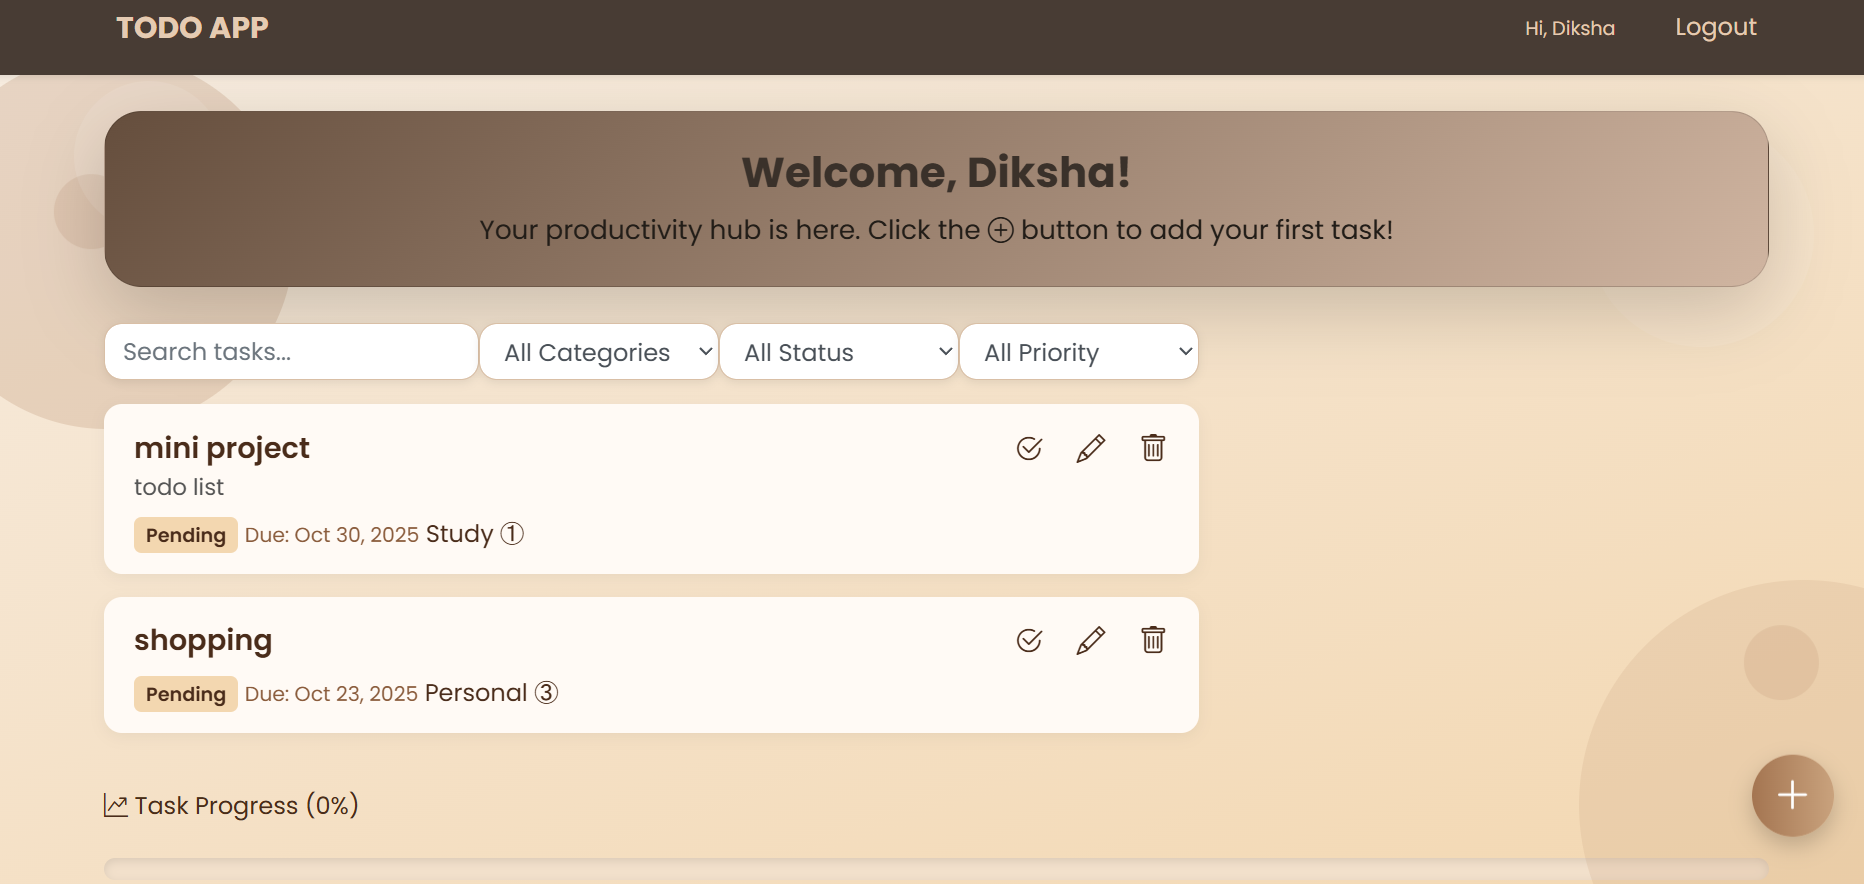 TODO APP
Hi, Diksha
Logout
Welcome, Diksha!
Your productivity hub is here. Click the ⊕ button to add your first task!
Search tasks...
All Categories
All Status
All Priority
mini project
todo list
Pending Due: Oct 30, 2025 Study ①
shopping
Pending Due: Oct 23, 2025 Personal ③
Task Progress (0%)